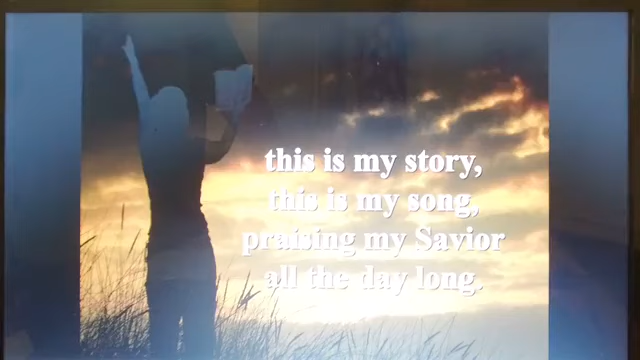 this is my story,
this is my song,
praising my Savior
all the day long.